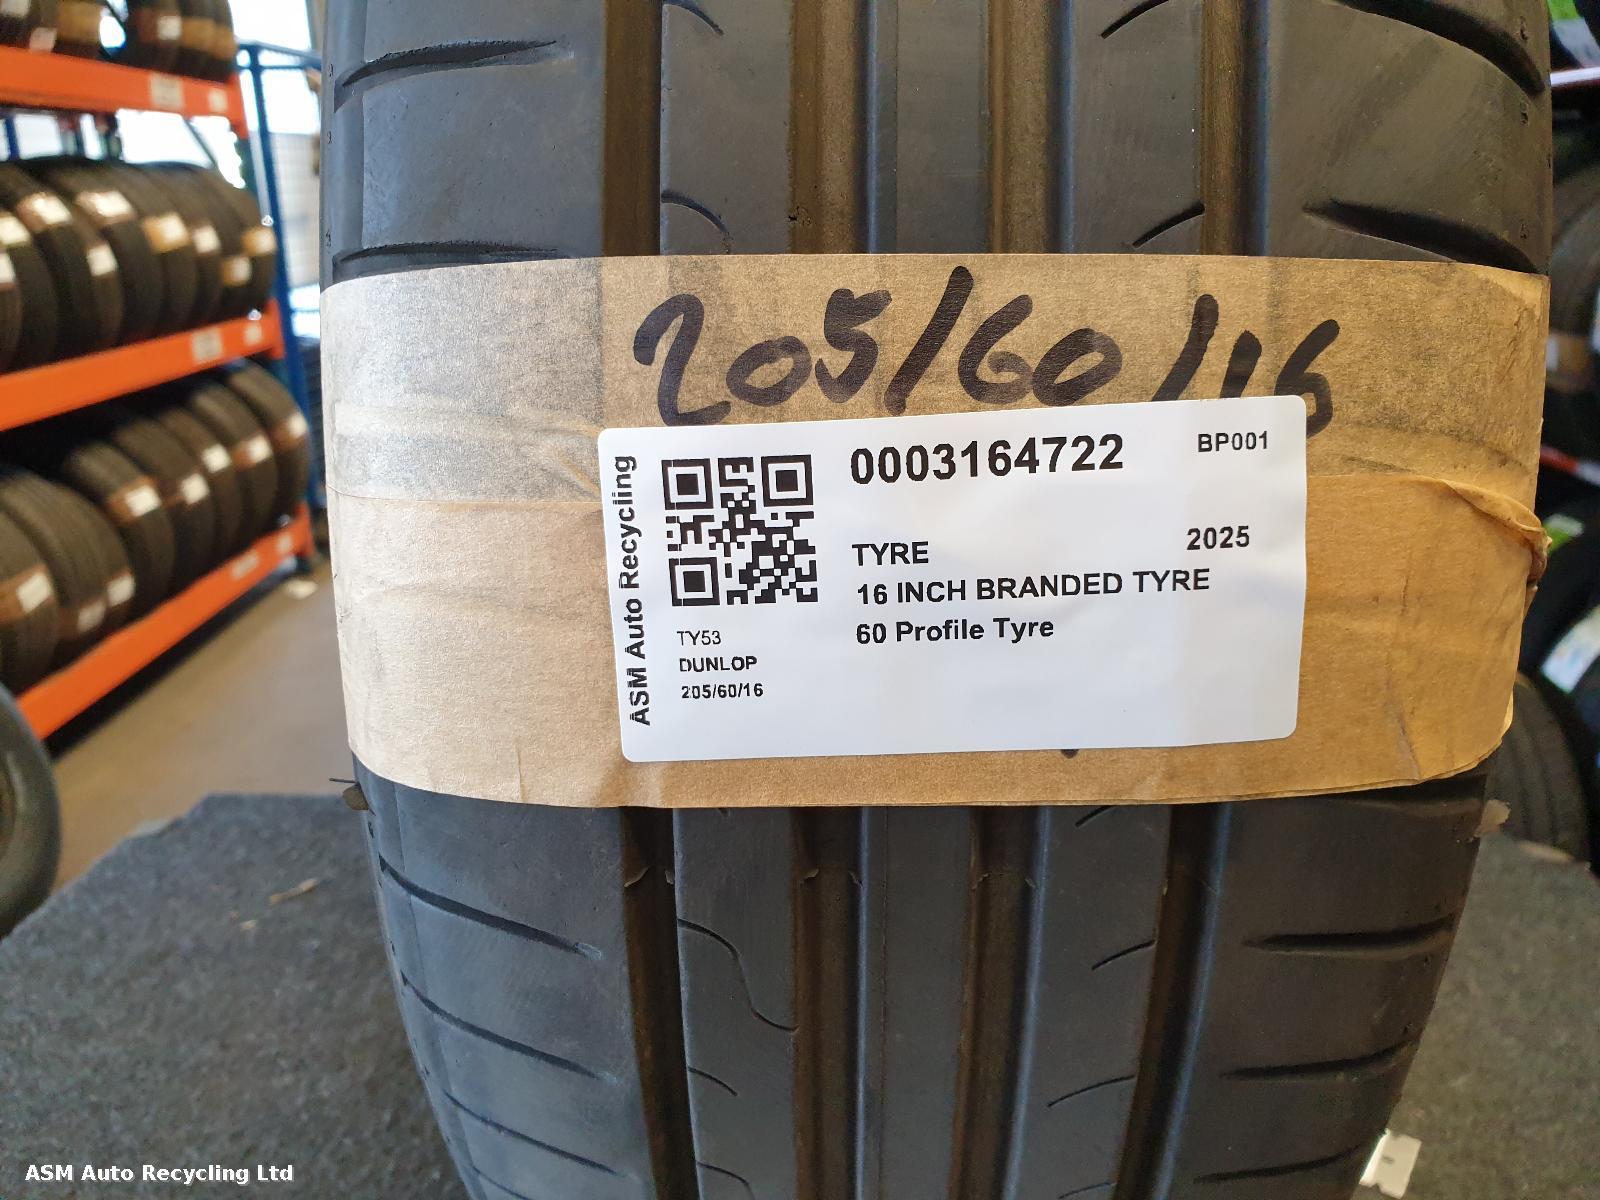 205/60/16
0003164722
BP001
ASM Auto Recycling
TYRE
2025
16 INCH BRANDED TYRE
60 Profile Tyre
TY53
DUNLOP
205/60/16
ASM Auto Recycling Ltd